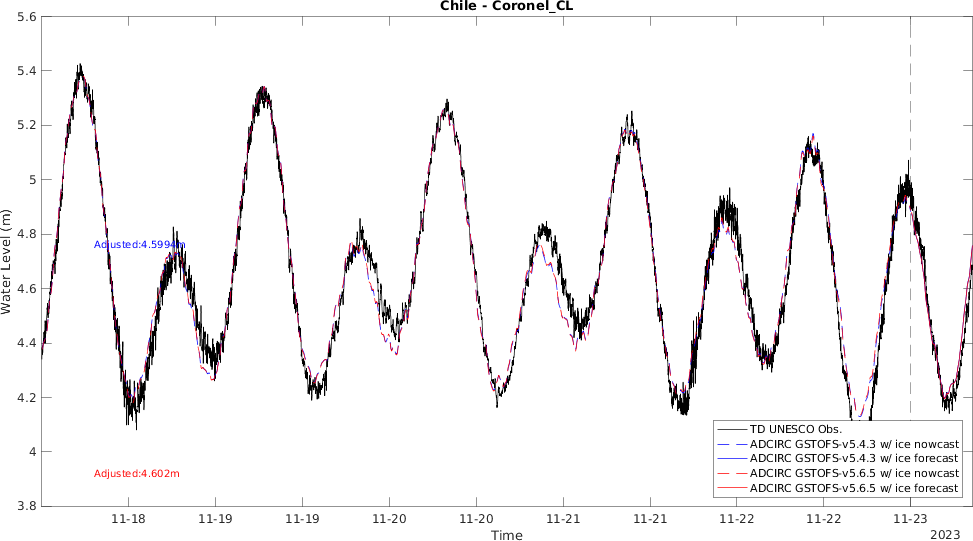 Chile - Coronel_CL
5.6
5.4
5.2
5
4.8
4.6
4.4
4.2
4
3.8
Water Level (m)
Adjusted:4.5994m
Adjusted:4.602m
TD UNESCO Obs.
ADCIRC GSTOFS-v5.4.3 w/ ice nowcast
ADCIRC GSTOFS-v5.4.3 w/ ice forecast
ADCIRC GSTOFS-v5.6.5 w/ ice nowcast
ADCIRC GSTOFS-v5.6.5 w/ ice forecast
11-18 11-19 11-19 11-20 11-20 11-21 11-21 11-22 11-22 11-23
Time
2023